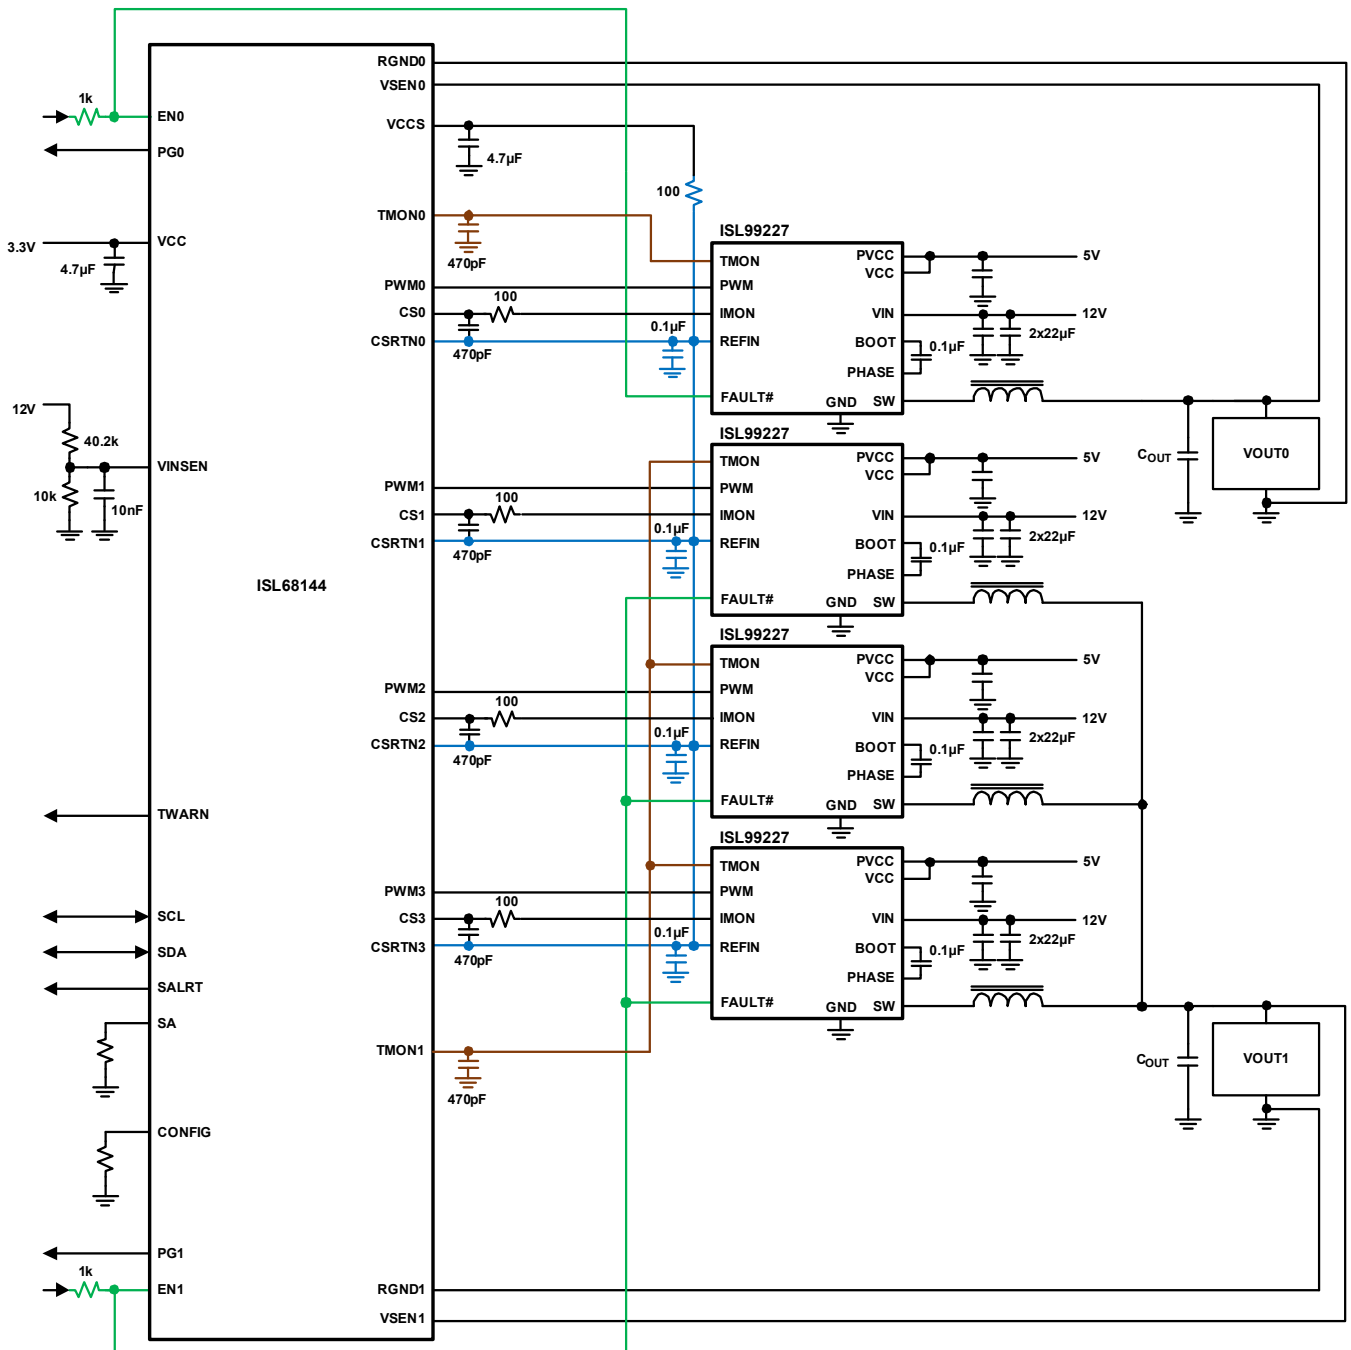 RGND0
VSEN0
1k
EN0
VCCS
PG0
4.7µF
100
TMON0
ISL99227
3.3V
VCC
4.7µF
470pF
TMON
PVCC
VCC
5V
PWM0
PWM
100
CS0
IMON
VIN
12V
0.1µF
2x22µF
CSRTN0
REFIN
BOOT
0.1µF
470pF
PHASE
FAULT#
GND
SW
12V
ISL99227
40.2k
VINSEN
10k
10nF
COUT
VOUT0
TMON
PVCC
VCC
5V
PWM1
PWM
100
CS1
IMON
VIN
12V
0.1µF
2x22µF
CSRTN1
REFIN
BOOT
0.1µF
470pF
PHASE
ISL68144
FAULT#
GND
SW
ISL99227
TMON
PVCC
VCC
5V
PWM2
PWM
100
CS2
IMON
VIN
12V
0.1µF
2x22µF
CSRTN2
REFIN
BOOT
0.1µF
470pF
PHASE
FAULT#
GND
SW
TWARN
ISL99227
TMON
PVCC
VCC
5V
PWM3
PWM
100
SCL
CS3
IMON
VIN
12V
0.1µF
2x22µF
SDA
CSRTN3
REFIN
BOOT
0.1µF
470pF
PHASE
SALRT
FAULT#
GND
SW
SA
TMON1
470pF
COUT
VOUT1
CONFIG
PG1
1k
EN1
RGND1
VSEN1